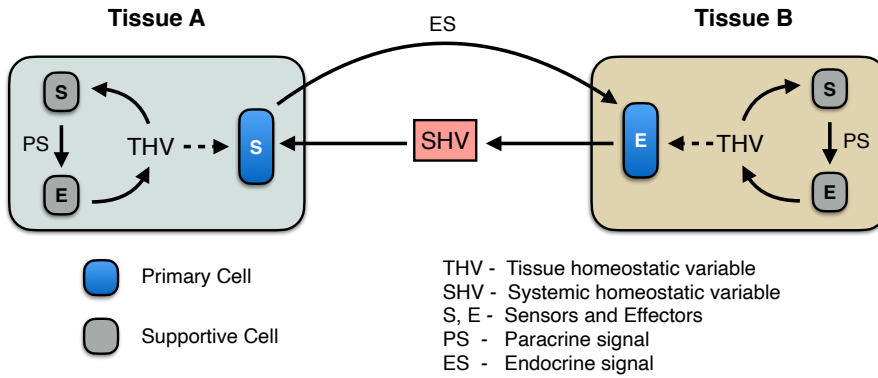 Tissue A
ES
Tissue B
S
S
PS
THV
S
SHV
E
THV
PS
E
E
Primary Cell
Supportive Cell
THV - Tissue homeostatic variable
SHV - Systemic homeostatic variable
S, E - Sensors and Effectors
PS - Paracrine signal
ES - Endocrine signal